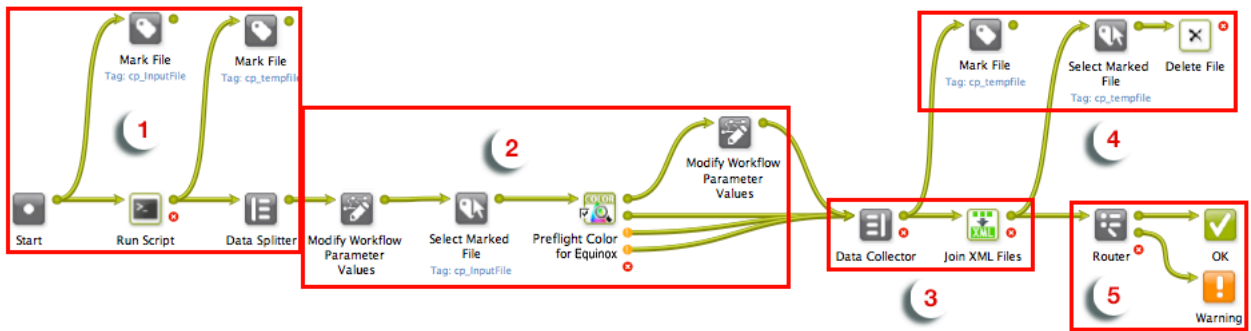 Mark File
Tag: cp_InputFile
Mark File
Tag: cp_tempfile
1
Start
Run Script
Data Splitter
2
Modify Workflow
Parameter
Values
Select Marked
File
Tag: cp_InputFile
COLOR
Preflight Color
for Equinox
Modify Workflow
Parameter
Values
Data Collector
XML
Join XML Files
3
Mark File
Tag: cp_tempfile
Select Marked
File
Tag: cp_tempfile
Delete File
4
Router
OK
Warning
5